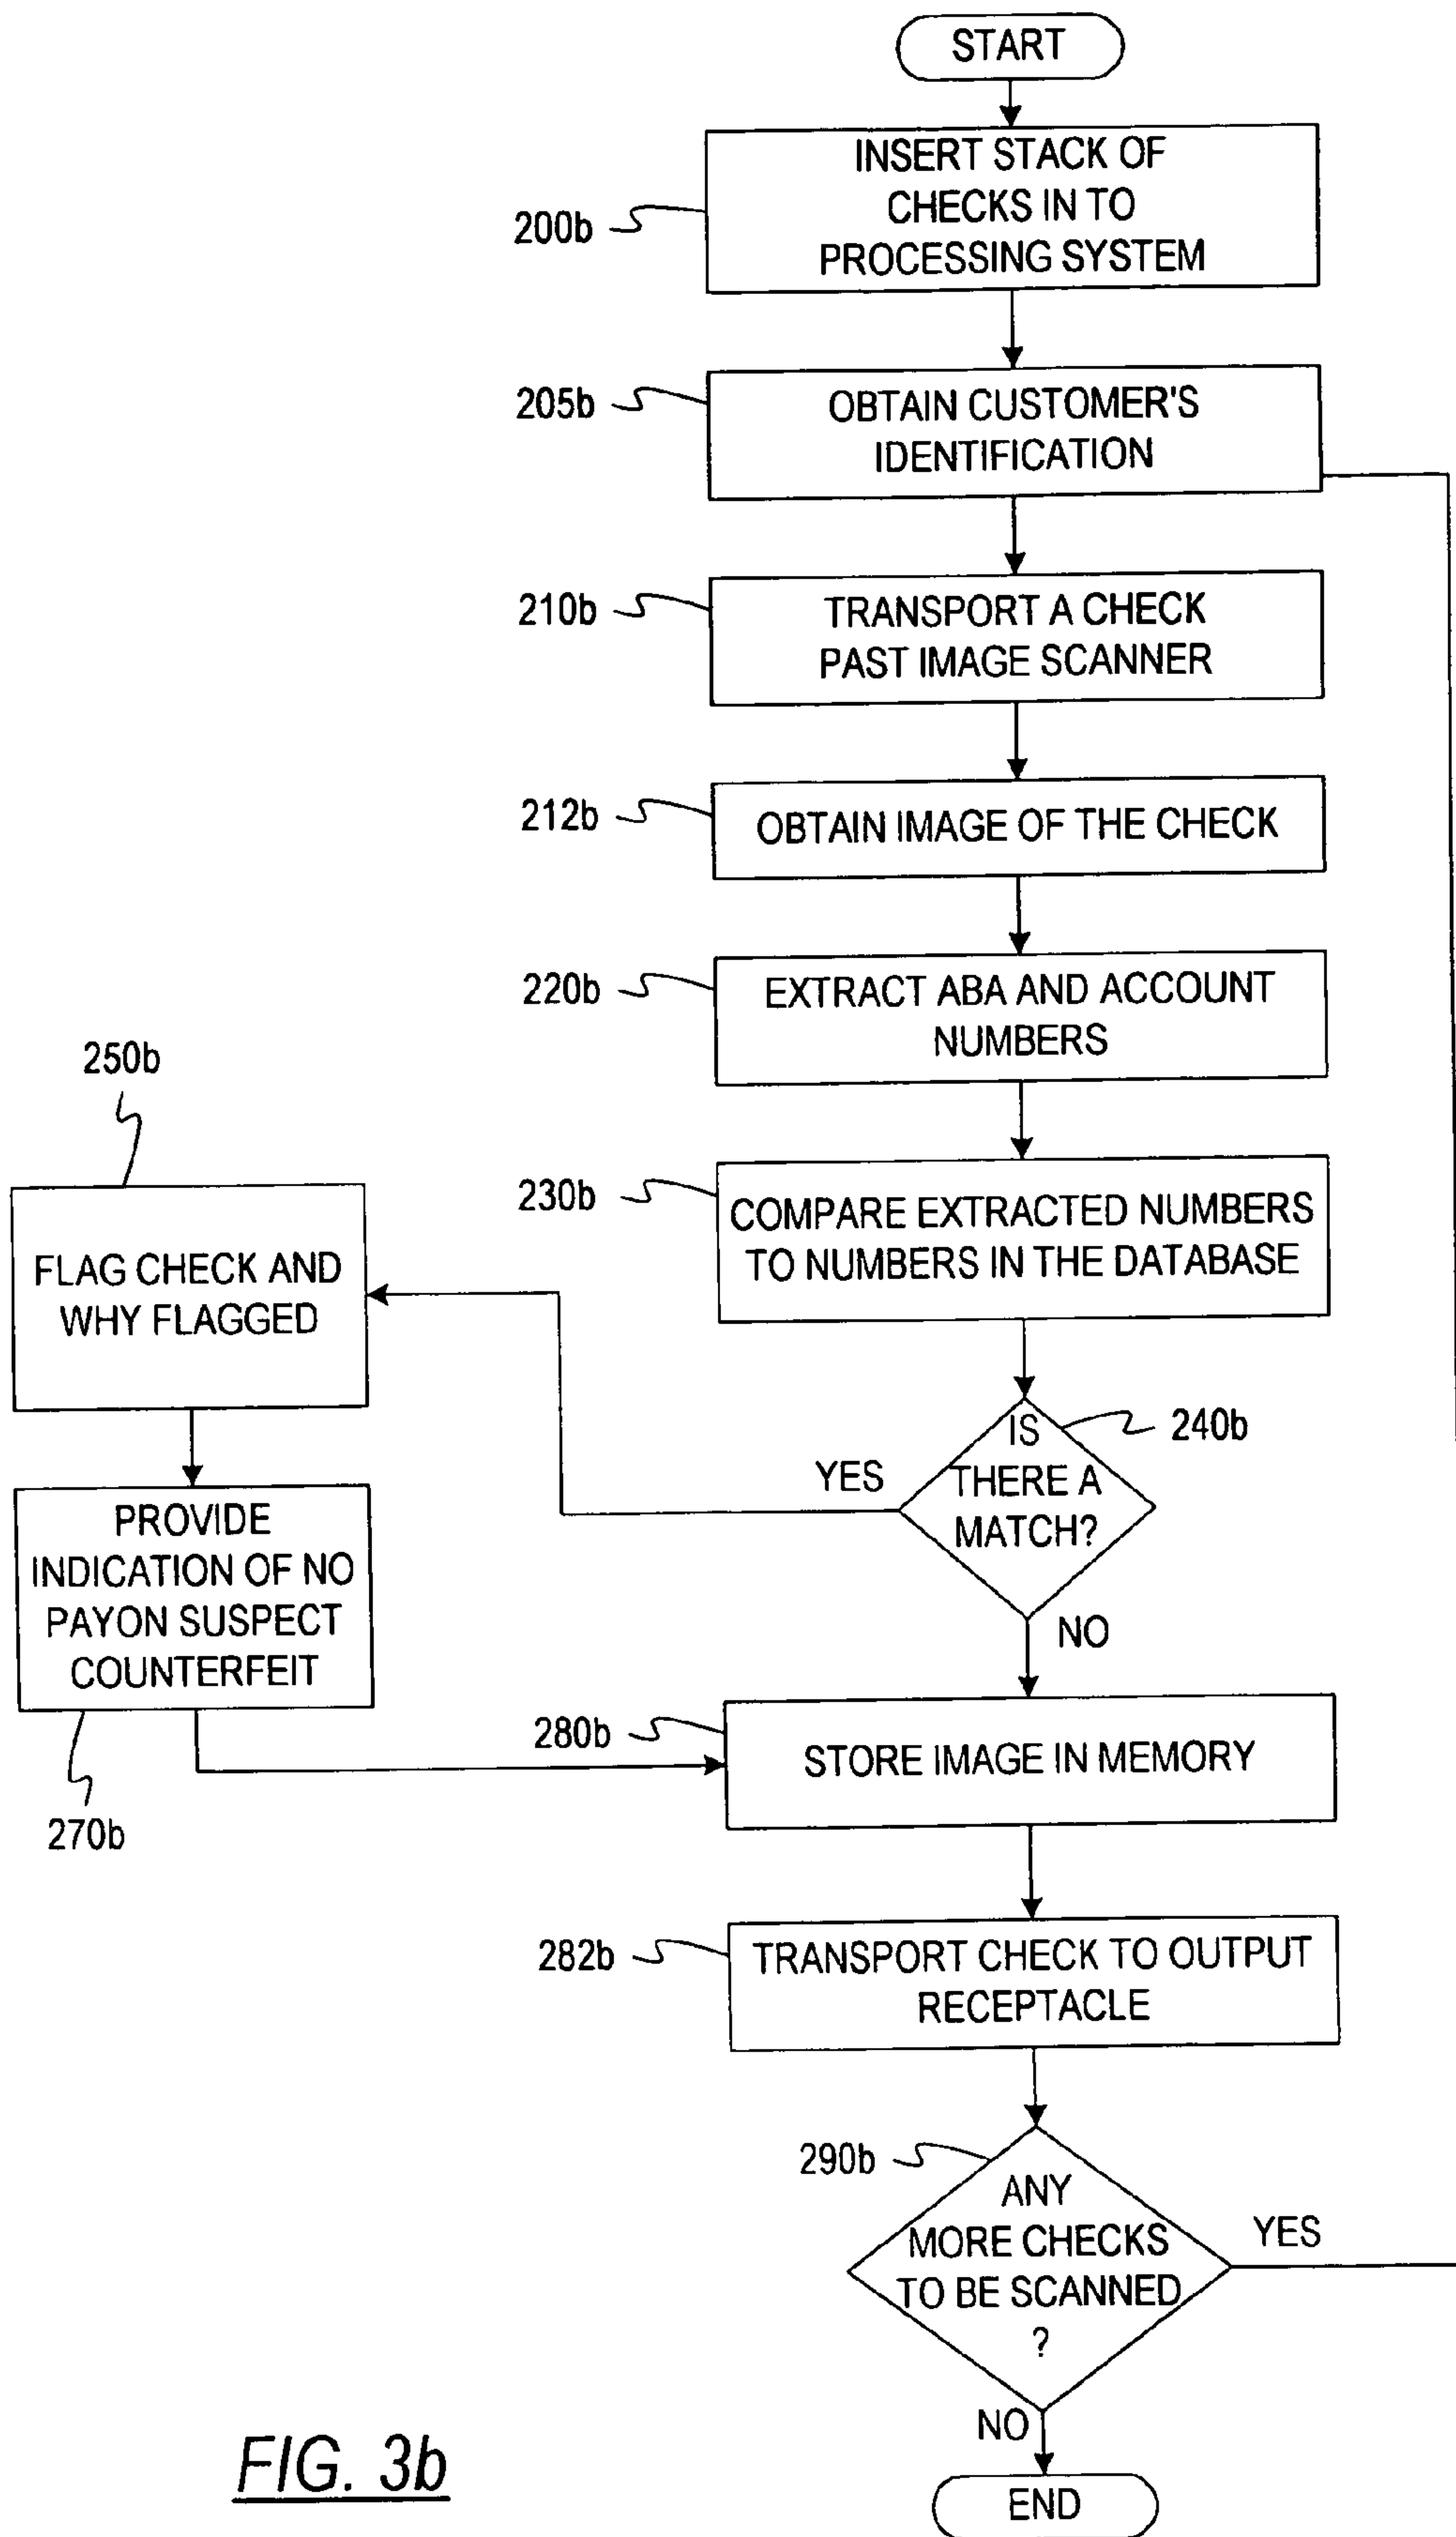 START
INSERT STACK OF
CHECKS IN TO
PROCESSING SYSTEM
200b
OBTAIN CUSTOMER'S
IDENTIFICATION
205b
TRANSPORT A CHECK
PAST IMAGE SCANNER
210b
OBTAIN IMAGE OF THE CHECK
212b
EXTRACT ABA AND ACCOUNT
NUMBERS
220b
COMPARE EXTRACTED NUMBERS
TO NUMBERS IN THE DATABASE
230b
IS
THERE A
MATCH?
240b
YES
NO
250b
FLAG CHECK AND
WHY FLAGGED
PROVIDE
INDICATION OF NO
PAYON SUSPECT
COUNTERFEIT
270b
STORE IMAGE IN MEMORY
280b
TRANSPORT CHECK TO OUTPUT
RECEPTACLE
282b
ANY
MORE CHECKS
TO BE SCANNED
?
290b
YES
NO
END
FIG. 3b